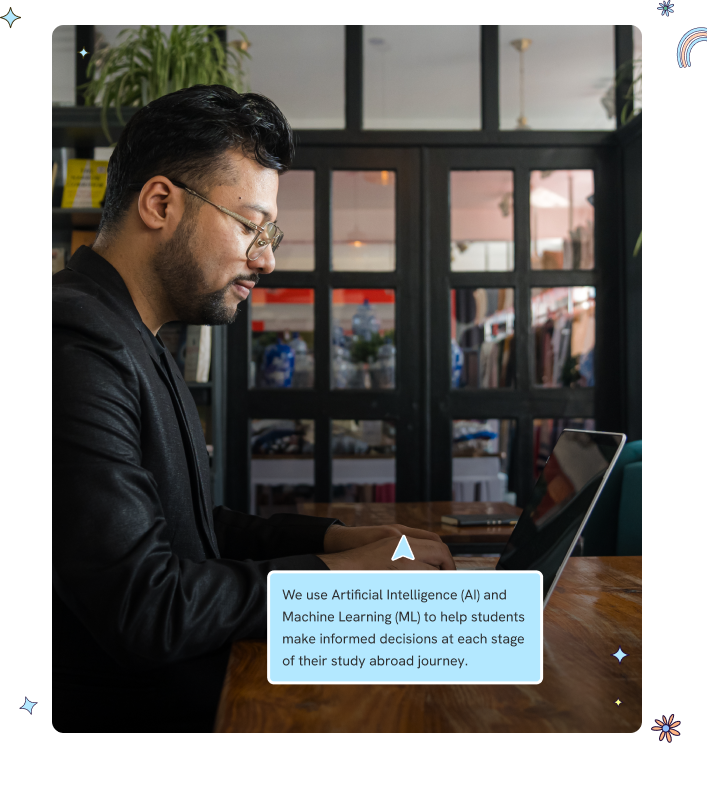 We use Artificial Intelligence (AI) and
Machine Learning (ML) to help students
make informed decisions at each stage
of their study abroad journey.